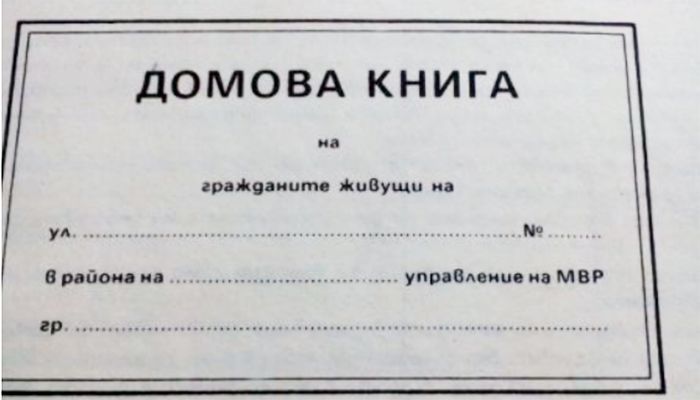 ДОМОВА КНИГА
на
гражданите живущи на
ул. .......................................................... №...........
в района на ................................ управление на МВР
гр. ..............................................................................